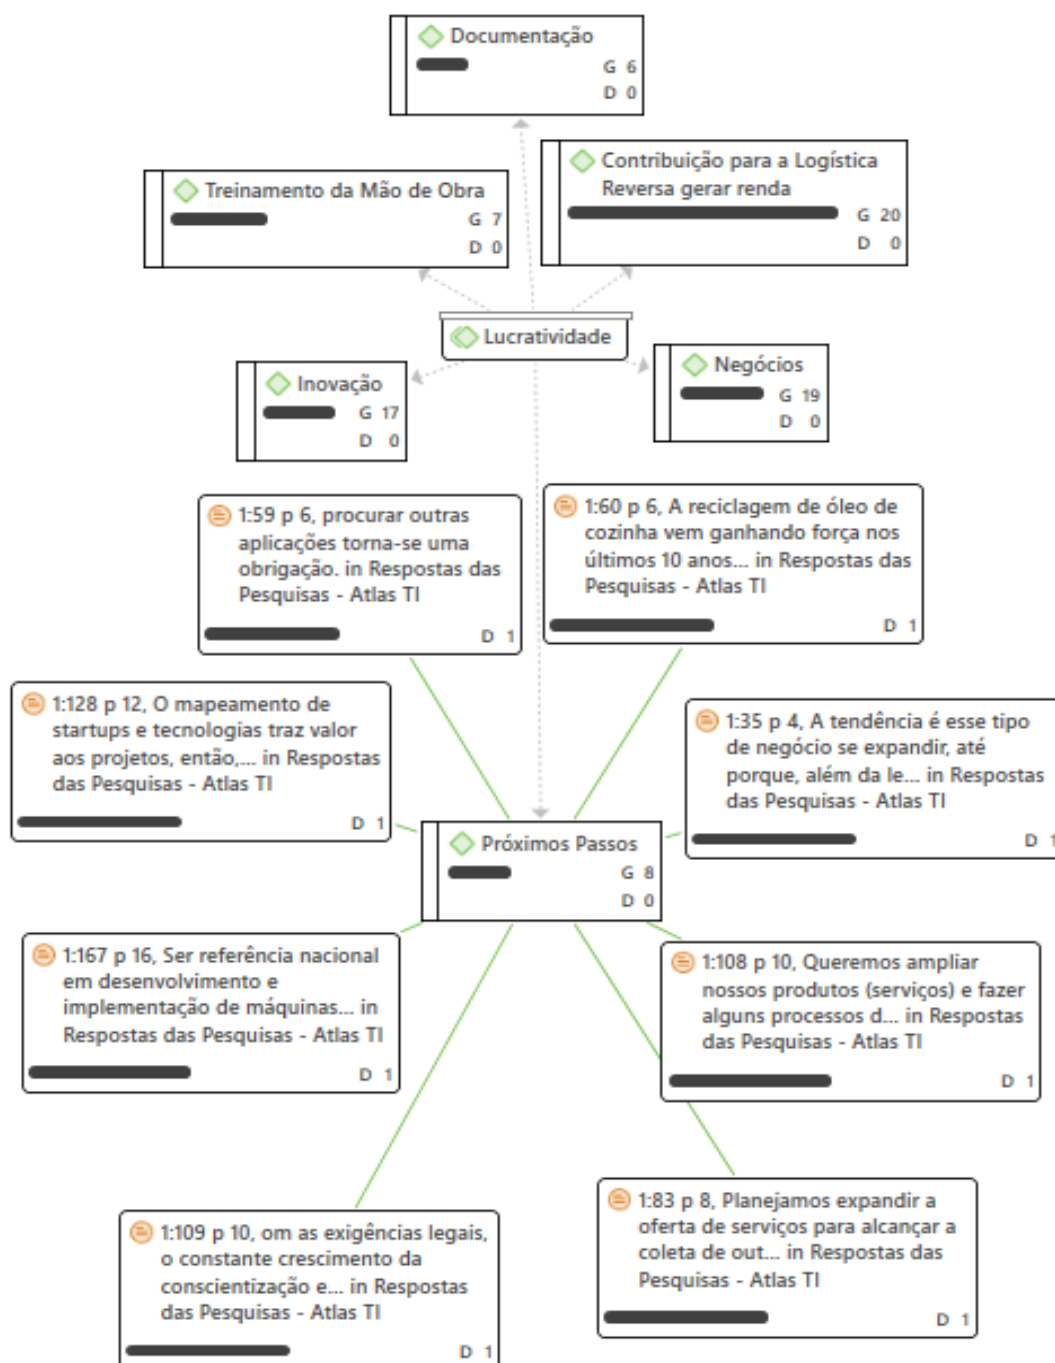 Documentação
G 6
D 0
Contribuição para a Logística
Reversa gerar renda
G 20
D 0
Treinamento da Mão de Obra
G 7
D 0
Lucratividade
Inovação
G 17
D 0
Negócios
G 19
D 0
1:59 p 6, procurar outras
aplicações torna-se uma
obrigação. in Respostas das
Pesquisas - Atlas TI
D 1
1:60 p 6, A reciclagem de óleo de
cozinha vem ganhando força nos
últimos 10 anos... in Respostas das
Pesquisas - Atlas TI
D 1
1:128 p 12, O mapeamento de
startups e tecnologias traz valor
aos projetos, então,... in Respostas
das Pesquisas - Atlas TI
D 1
1:35 p 4, A tendência é esse tipo
de negócio se expandir, até
porque, além da le... in Respostas
das Pesquisas - Atlas TI
D 1
Próximos Passos
G 8
D 0
1:167 p 16, Ser referência nacional
em desenvolvimento e
implementação de máquinas... in
Respostas das Pesquisas - Atlas TI
D 1
1:108 p 10, Queremos ampliar
nossos produtos (serviços) e fazer
alguns processos d... in Respostas
das Pesquisas - Atlas TI
D 1
1:109 p 10, om as exigências legais,
o constante crescimento da
conscientização e... in Respostas
das Pesquisas - Atlas TI
D 1
1:83 p 8, Planejamos expandir a
oferta de serviços para alcançar a
coleta de out... in Respostas das
Pesquisas - Atlas TI
D 1